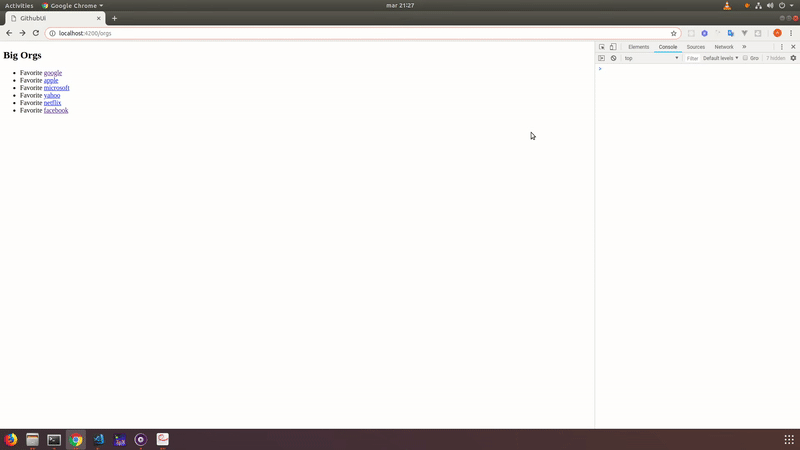 Activities Google Chrome mar 21:27
GithubUi
localhost:4200/orgs
Big Orgs
Favorite google
Favorite apple
Favorite microsoft
Favorite yahoo
Favorite netflix
Favorite facebook
Elements Console Sources Network »
top Filter Default levels Gro 7 hidden
>